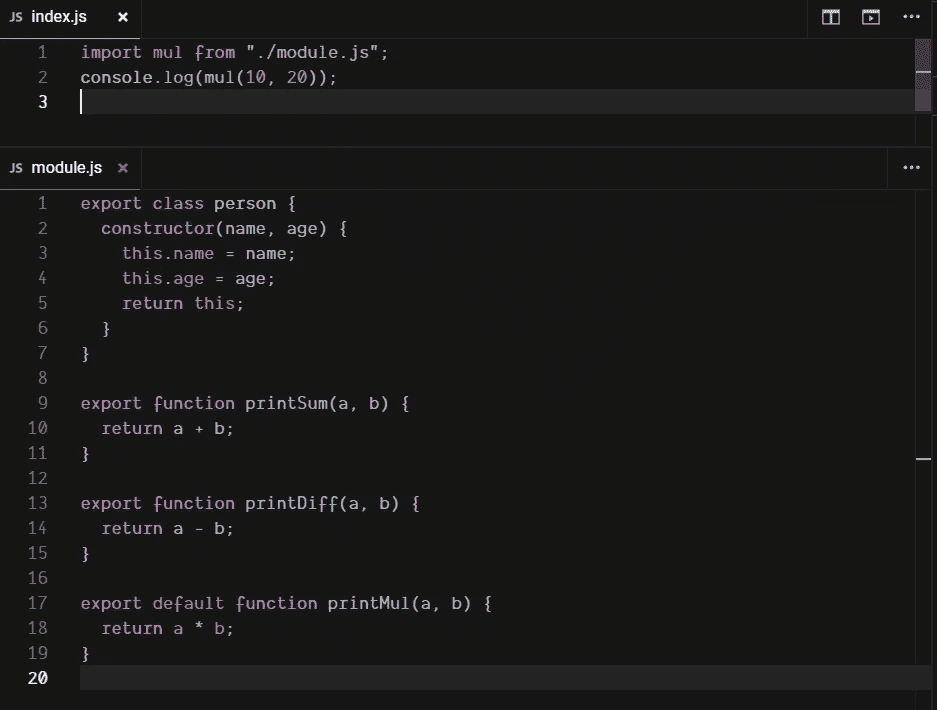 JS index.js ×
1 import mul from "./module.js";
2 console.log(mul(10, 20));
3
JS module.js ×
1 export class person {
2   constructor(name, age) {
3     this.name = name;
4     this.age = age;
5     return this;
6   }
7 }
8
9 export function printSum(a, b) {
10   return a + b;
11 }
12
13 export function printDiff(a, b) {
14   return a - b;
15 }
16
17 export default function printMul(a, b) {
18   return a * b;
19 }
20